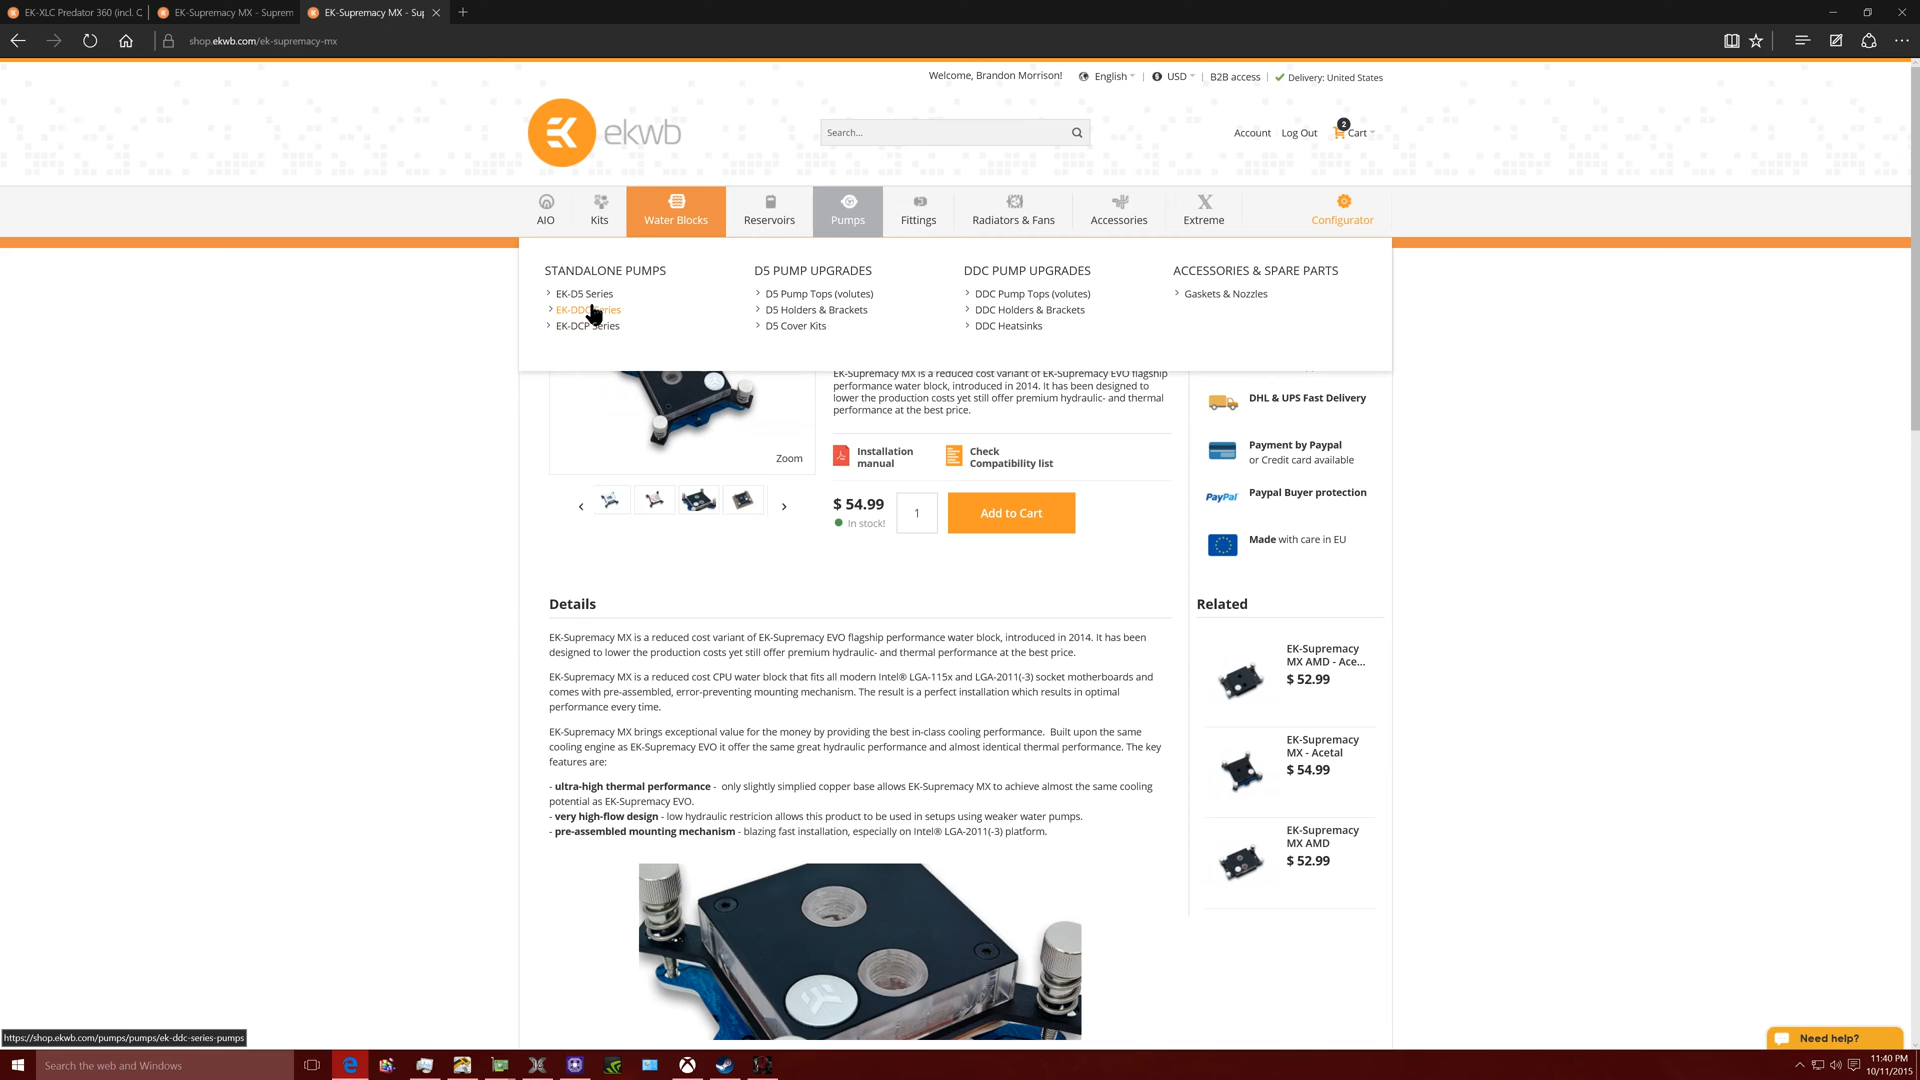 EK-XLC Predator 360 (incl. Q
EK-Supremacy MX - Suprem
EK-Supremacy MX - Su
shop.ekwb.com/ek-supremacy-mx
Welcome, Brandon Morrison!
English
USD
B2B access
Delivery: United States
ekwb
Search...
Account
Log Out
2
Cart
AIO
Kits
Water Blocks
Reservoirs
Pumps
Fittings
Radiators & Fans
Accessories
Extreme
Configurator
STANDALONE PUMPS
EK-D5 Series
EK-DDC Series
EK-DCP Series
D5 PUMP UPGRADES
D5 Pump Tops (volutes)
D5 Holders & Brackets
D5 Cover Kits
DDC PUMP UPGRADES
DDC Pump Tops (volutes)
DDC Holders & Brackets
DDC Heatsinks
ACCESSORIES & SPARE PARTS
Gaskets & Nozzles
Zoom
EK-Supremacy MX is a reduced cost variant of EK-Supremacy EVO flagship
performance water block, introduced in 2014. It has been designed to
lower the production costs yet still offer premium hydraulic- and thermal
performance at the best price.
Installation
manual
Check
Compatibility list
$ 54.99
In stock!
1
Add to Cart
DHL & UPS Fast Delivery
Payment by Paypal
or Credit card available
PayPal
Paypal Buyer protection
Made with care in EU
Details
EK-Supremacy MX is a reduced cost variant of EK-Supremacy EVO flagship performance water block, introduced in 2014. It has been
designed to lower the production costs yet still offer premium hydraulic- and thermal performance at the best price.
EK-Supremacy MX is a reduced cost CPU water block that fits all modern Intel® LGA-115x and LGA-2011(-3) socket motherboards and
comes with pre-assembled, error-preventing mounting mechanism. The result is a perfect installation which results in optimal
performance every time.
EK-Supremacy MX brings exceptional value for the money by providing the best in-class cooling performance. Built upon the same
cooling engine as EK-Supremacy EVO it offer the same great hydraulic performance and almost identical thermal performance. The key
features are:
- ultra-high thermal performance - only slightly simplied copper base allows EK-Supremacy MX to achieve almost the same cooling
potential as EK-Supremacy EVO.
- very high-flow design - low hydraulic restricion allows this product to be used in setups using weaker water pumps.
- pre-assembled mounting mechanism - blazing fast installation, especially on Intel® LGA-2011(-3) platform.
Related
EK-Supremacy
MX AMD - Ace...
$ 52.99
EK-Supremacy
MX - Acetal
$ 54.99
EK-Supremacy
MX AMD
$ 52.99
https://shop.ekwb.com/pumps/pumps/ek-ddc-series-pumps
Need help?
Search the web and Windows
11:40 PM
10/11/2015